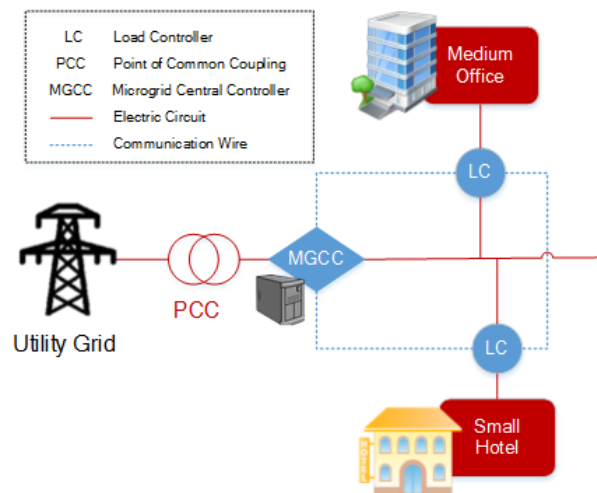 LC Load Controller
PCC Point of Common Coupling
MGCC Microgrid Central Controller
Electric Circuit
Communication Wire
Medium
Office
LC
MGCC
PCC
Utility Grid
LC
Small
Hotel
HOTEL